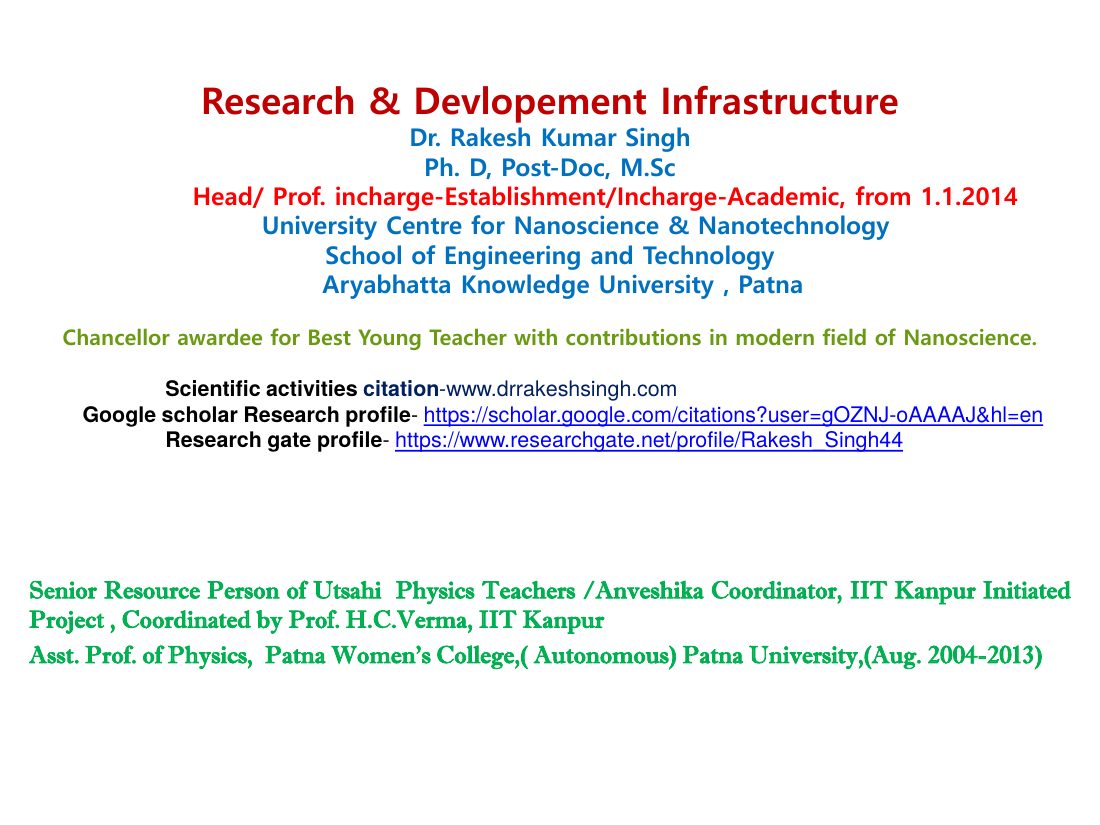 Research & Devlopement Infrastructure
Dr. Rakesh Kumar Singh
Ph. D, Post-Doc, M.Sc
Head/ Prof. incharge-Establishment/Incharge-Academic, from 1.1.2014
University Centre for Nanoscience & Nanotechnology
School of Engineering and Technology
Aryabhatta Knowledge University , Patna
Chancellor awardee for Best Young Teacher with contributions in modern field of Nanoscience.
Scientific activities citation-www.drrakeshsingh.com
Google scholar Research profile- https://scholar.google.com/citations?user=gOZNJ-oAAAAJ&hl=en
Research gate profile- https://www.researchgate.net/profile/Rakesh_Singh44
Senior Resource Person of Utsahi  Physics Teachers /Anveshika Coordinator, IIT Kanpur Initiated
Project , Coordinated by Prof. H.C.Verma, IIT Kanpur
Asst. Prof. of Physics,  Patna Women’s College,( Autonomous) Patna University,(Aug. 2004-2013)